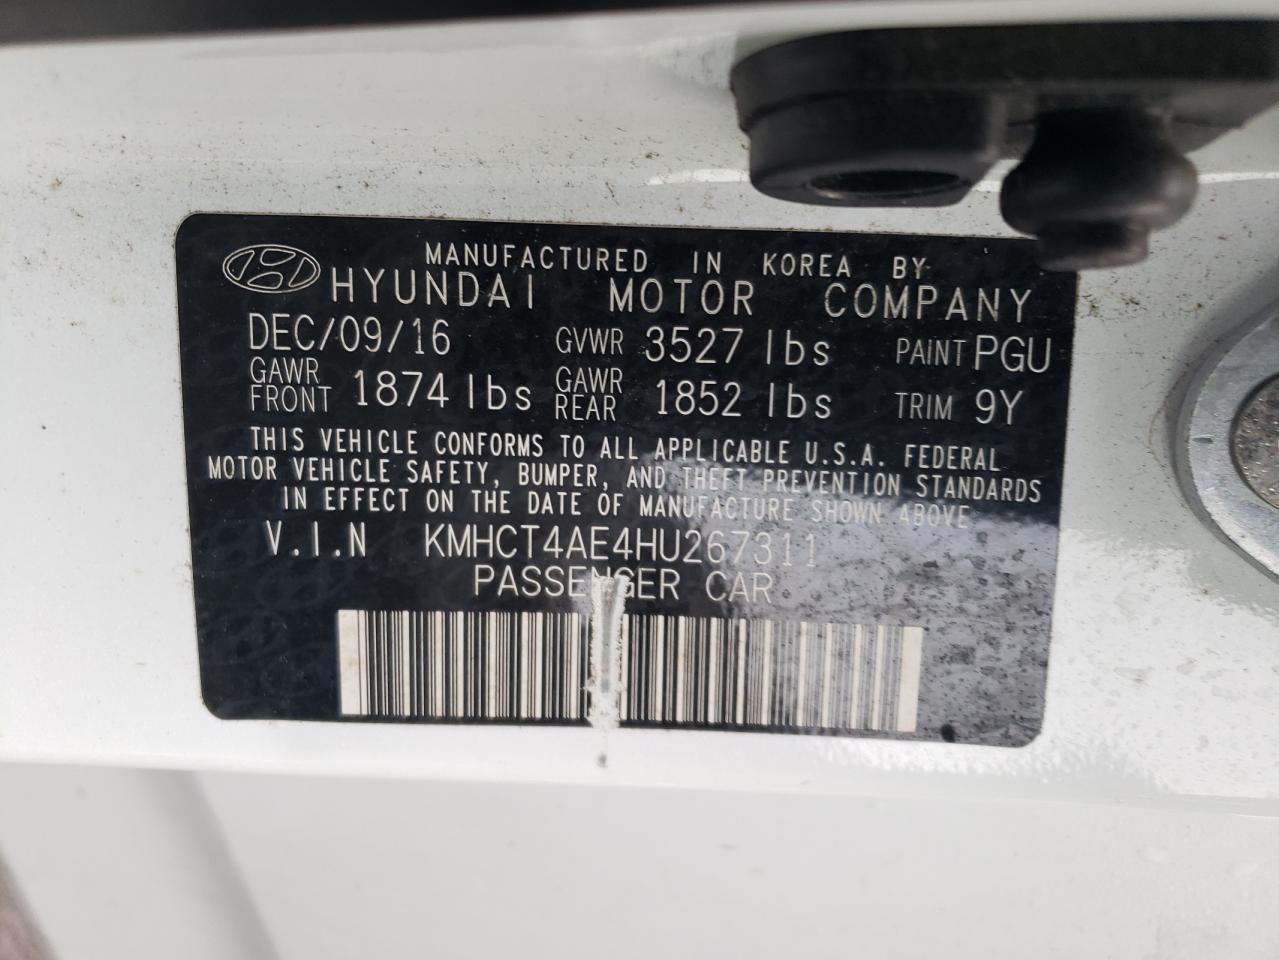 MANUFACTURED IN KOREA BY
HYUNDAI MOTOR COMPANY
DEC/09/16 GVWR 3527 lbs PAINT PGU
GAWR FRONT 1874 lbs GAWR REAR 1852 lbs TRIM 9Y
THIS VEHICLE CONFORMS TO ALL APPLICABLE U.S.A. FEDERAL
MOTOR VEHICLE SAFETY, BUMPER, AND THEFT PREVENTION STANDARDS
IN EFFECT ON THE DATE OF MANUFACTURE SHOWN ABOVE
V.I.N KMHCT4AE4HU267311
PASSENGER CAR